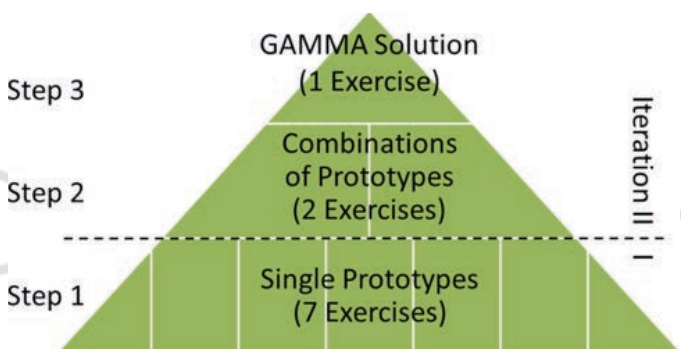 GAMMA Solution
(1 Exercise)
Step 3
Combinations
of Prototypes
(2 Exercises)
Step 2
Iteration II
I
Single Prototypes
(7 Exercises)
Step 1